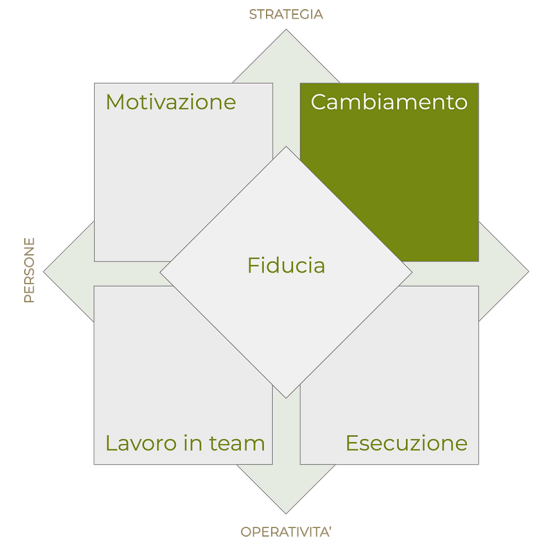 STRATEGIA
Motivazione
Cambiamento
PERSONE
Fiducia
Lavoro in team
Esecuzione
OPERATIVITA’